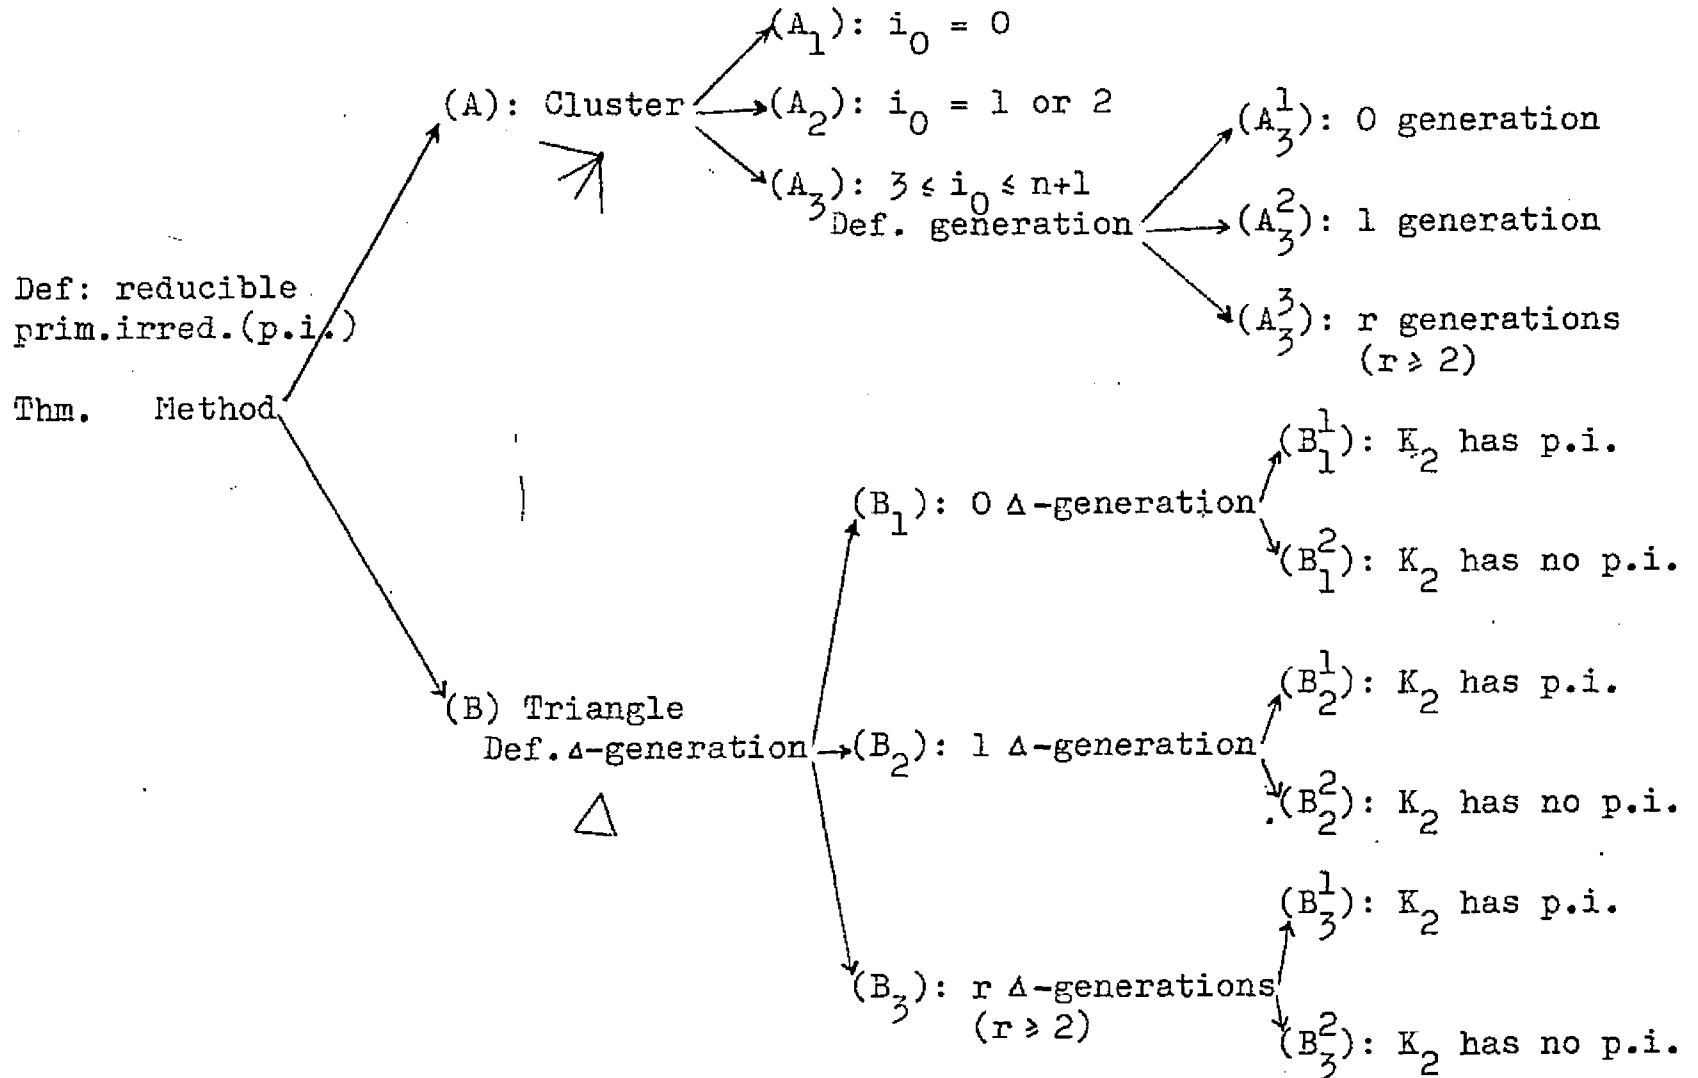 (A₁): i₀ = 0
(A): Cluster
(A₂): i₀ = 1 or 2
(A₃): 3 ≤ i₀ ≤ n+1
Def. generation
(A₃¹): 0 generation
(A₃²): 1 generation
(A₃³): r generations
(r ≥ 2)
Def: reducible
prim.irred.(p.i.)
Thm. Method
(B) Triangle
Def. Δ-generation
(B₁): 0 Δ-generation
(B₁¹): K₂ has p.i.
(B₁²): K₂ has no p.i.
(B₂): 1 Δ-generation
(B₂¹): K₂ has p.i.
(B₂²): K₂ has no p.i.
(B₃): r Δ-generations
(r ≥ 2)
(B₃¹): K₂ has p.i.
(B₃²): K₂ has no p.i.